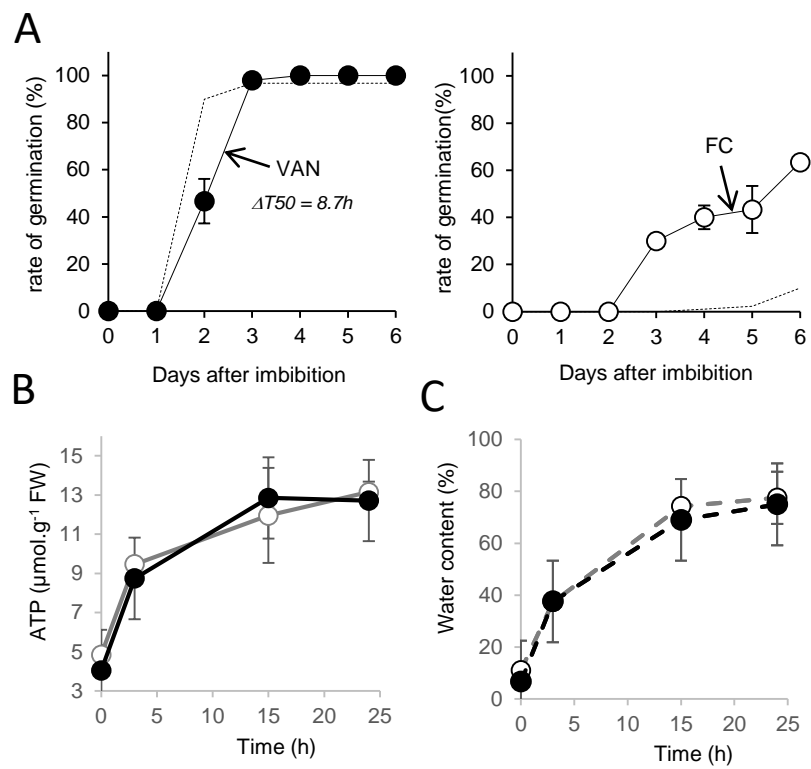 A
rate of germination (%)
100
80
60
40
20
0
VAN
ΔT50 = 8.7h
0 1 2 3 4 5 6
Days after imbibition
rate of germination(%)
100
80
60
40
20
0
FC
0 1 2 3 4 5 6
Days after imbibition
B
ATP (µmol.g⁻¹ FW)
15
13
11
9
7
5
3
0 5 10 15 20 25
Time (h)
C
Water content (%)
100
80
60
40
20
0
0 5 10 15 20 25
Time (h)